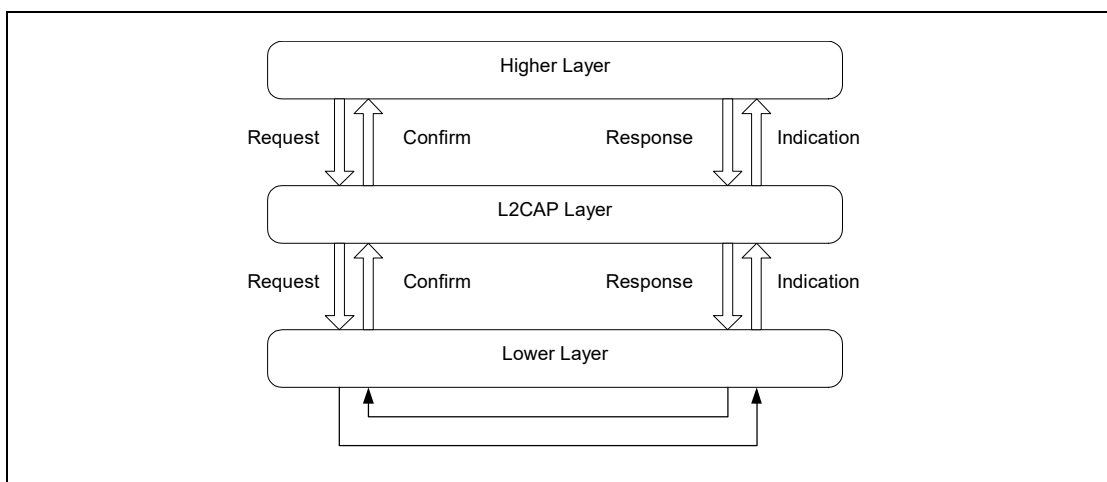 Higher Layer
Request Confirm Response Indication
L2CAP Layer
Request Confirm Response Indication
Lower Layer